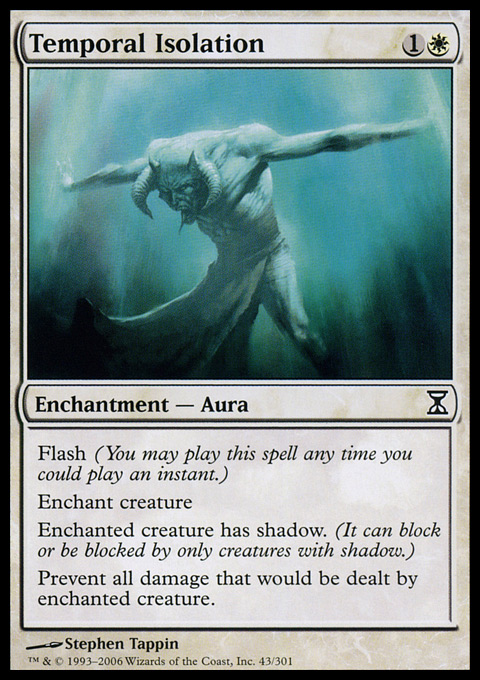 Temporal Isolation 1
Enchantment — Aura
Flash (You may play this spell any time you
could play an instant.)
Enchant creature
Enchanted creature has shadow. (It can block
or be blocked by only creatures with shadow.)
Prevent all damage that would be dealt by
enchanted creature.
Stephen Tappin
™ & © 1993–2006 Wizards of the Coast, Inc. 43/301